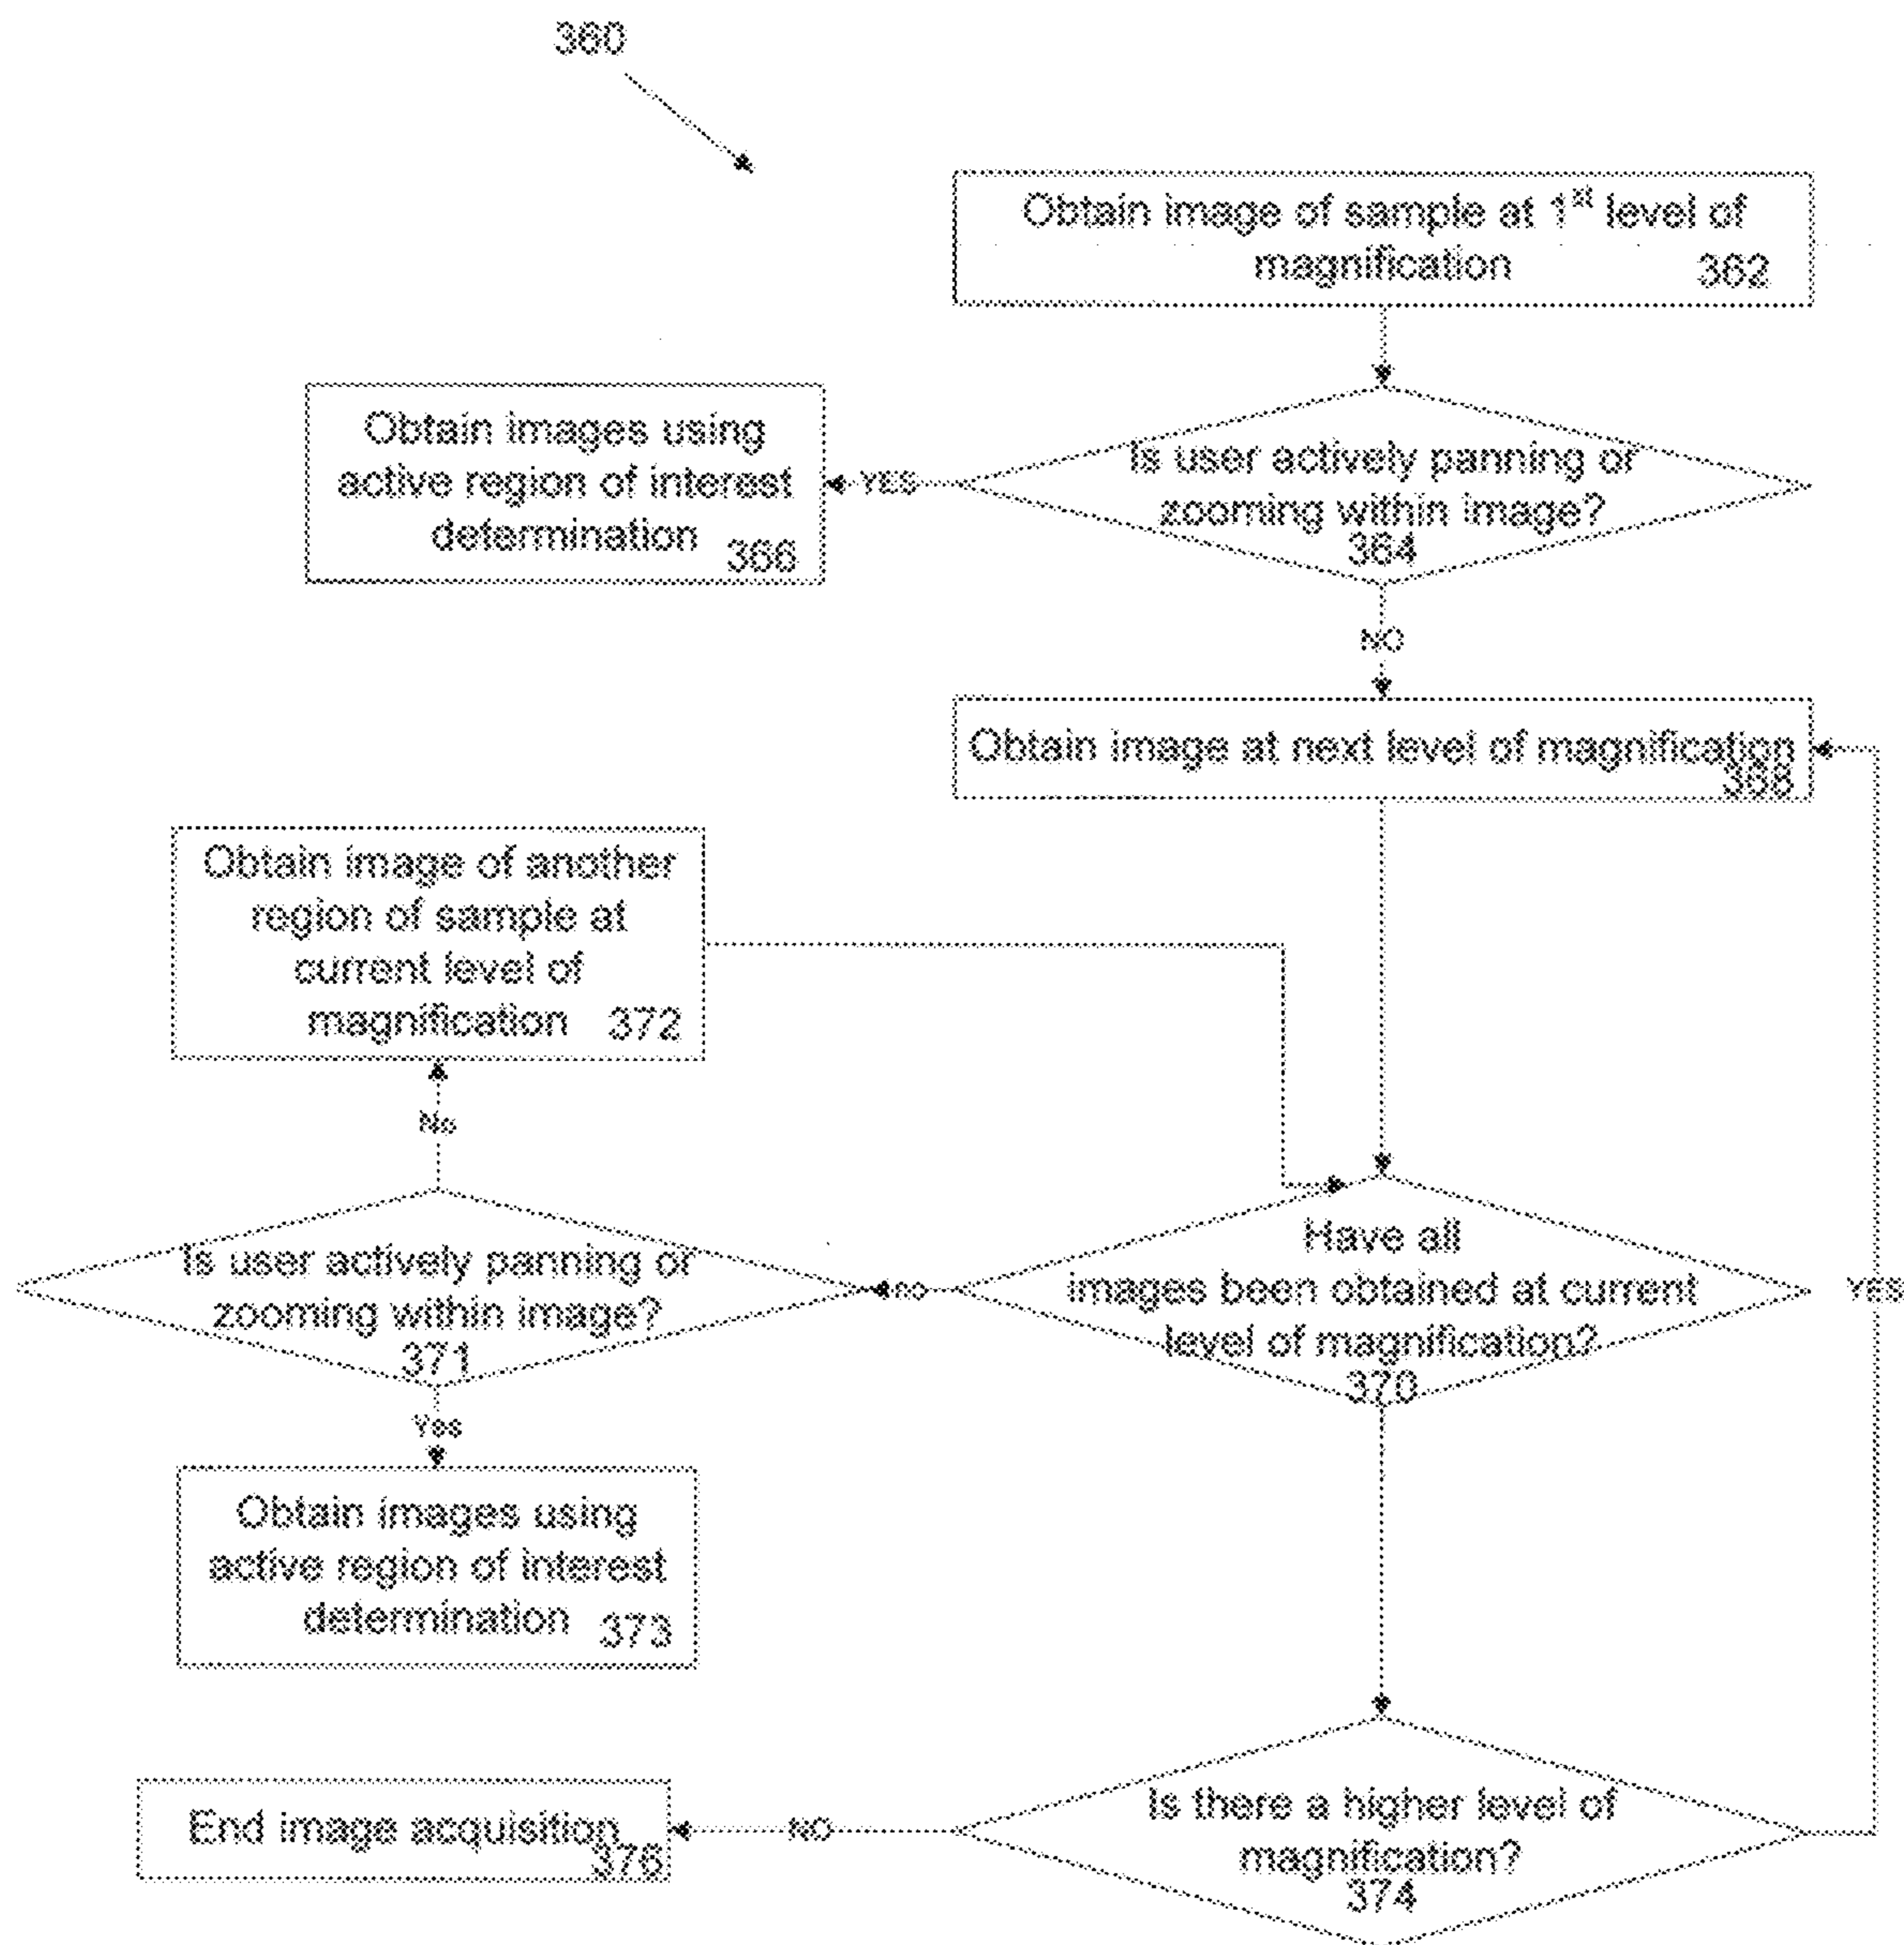 360
Obtain image of sample at 1st level of
magnification 362
Is user actively panning or
zooming within image?
364
YES
Obtain images using
active region of interest
determination 366
NO
Obtain image at next level of magnification
368
Obtain image of another
region of sample at
current level of
magnification 372
No
Is user actively panning or
zooming within image?
371
no
Have all
images been obtained at current
level of magnification?
370
YES
Yes
Obtain images using
active region of interest
determination 373
End image acquisition
376
NO
Is there a higher level of
magnification?
374